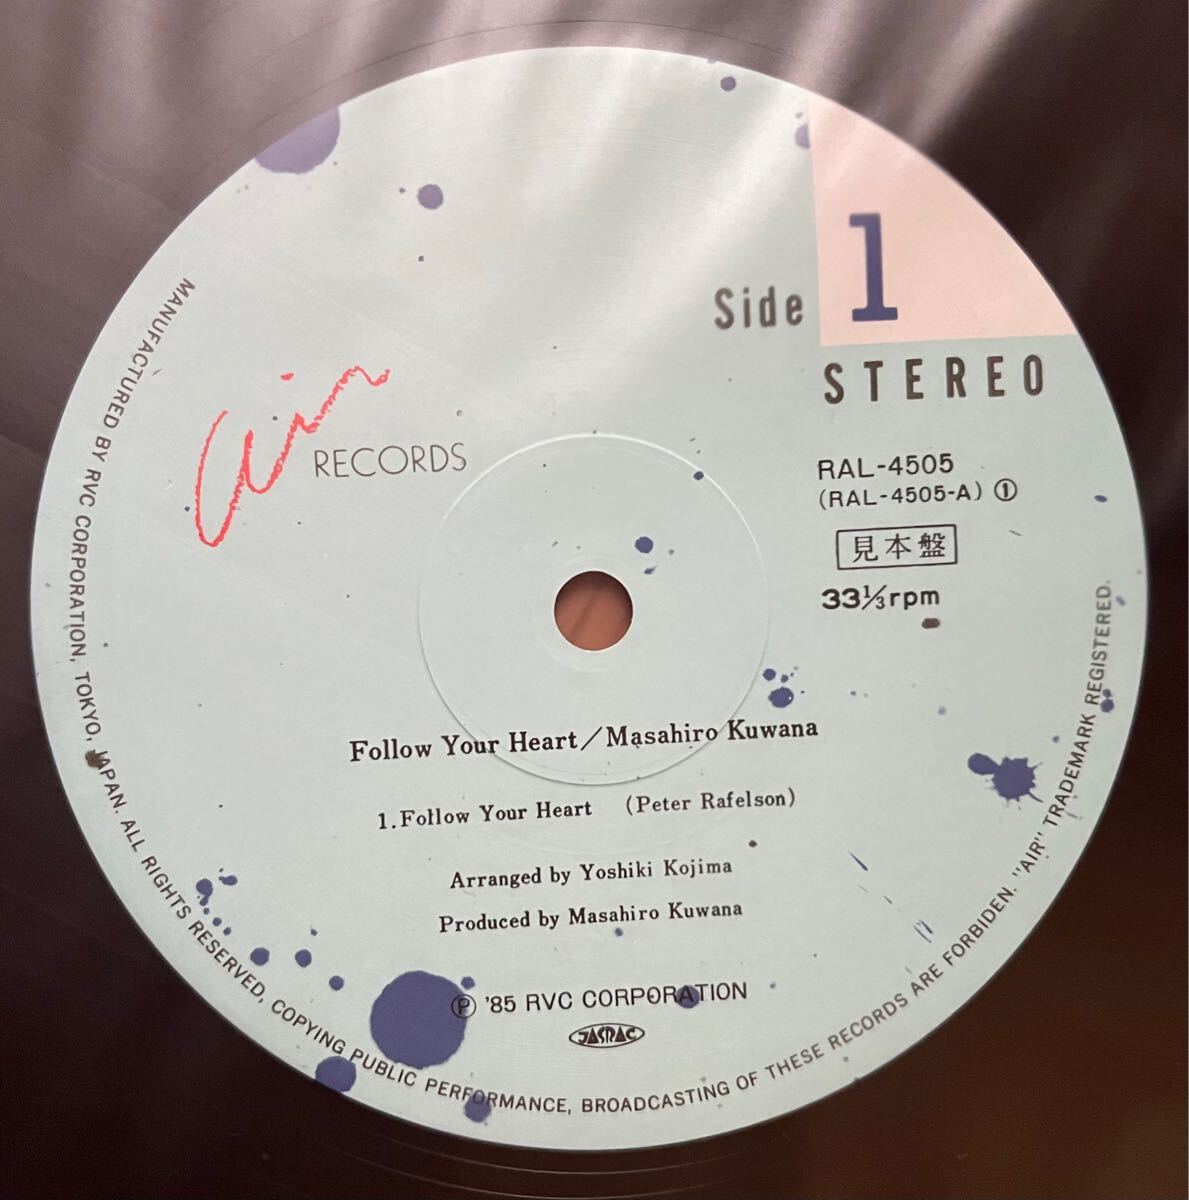 Side 1
STEREO
Air
RECORDS
RAL-4505
(RAL-4505-A) ①
見本盤
33⅓rpm
Follow Your Heart/Masahiro Kuwana
1.Follow Your Heart (Peter Rafelson)
Arranged by Yoshiki Kojima
Produced by Masahiro Kuwana
Ⓟ '85 RVC CORPORATION
JASRAC
MANUFACTURED BY RVC CORPORATION, TOKYO, JAPAN. ALL RIGHTS RESERVED, COPYING PUBLIC PERFORMANCE, BROADCASTING OF THESE RECORDS ARE FORBIDEN. "AIR" TRADEMARK REGISTERED.